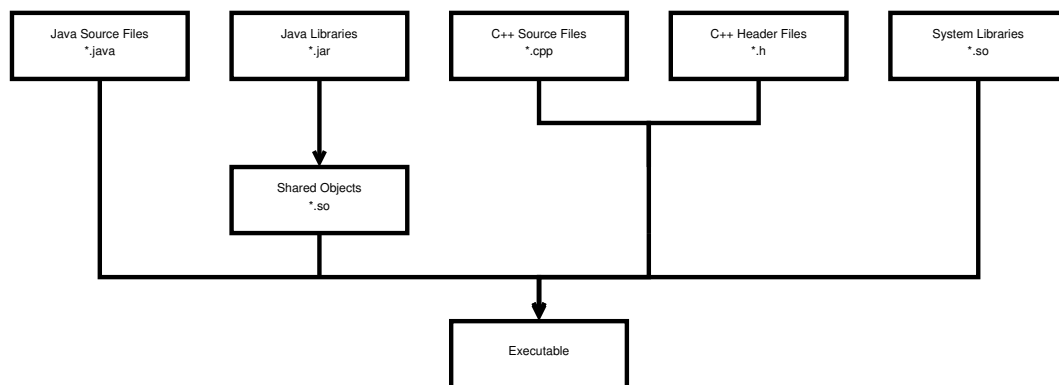 Java Source Files
*.java
Java Libraries
*.jar
C++ Source Files
*.cpp
C++ Header Files
*.h
System Libraries
*.so
Shared Objects
*.so
Executable